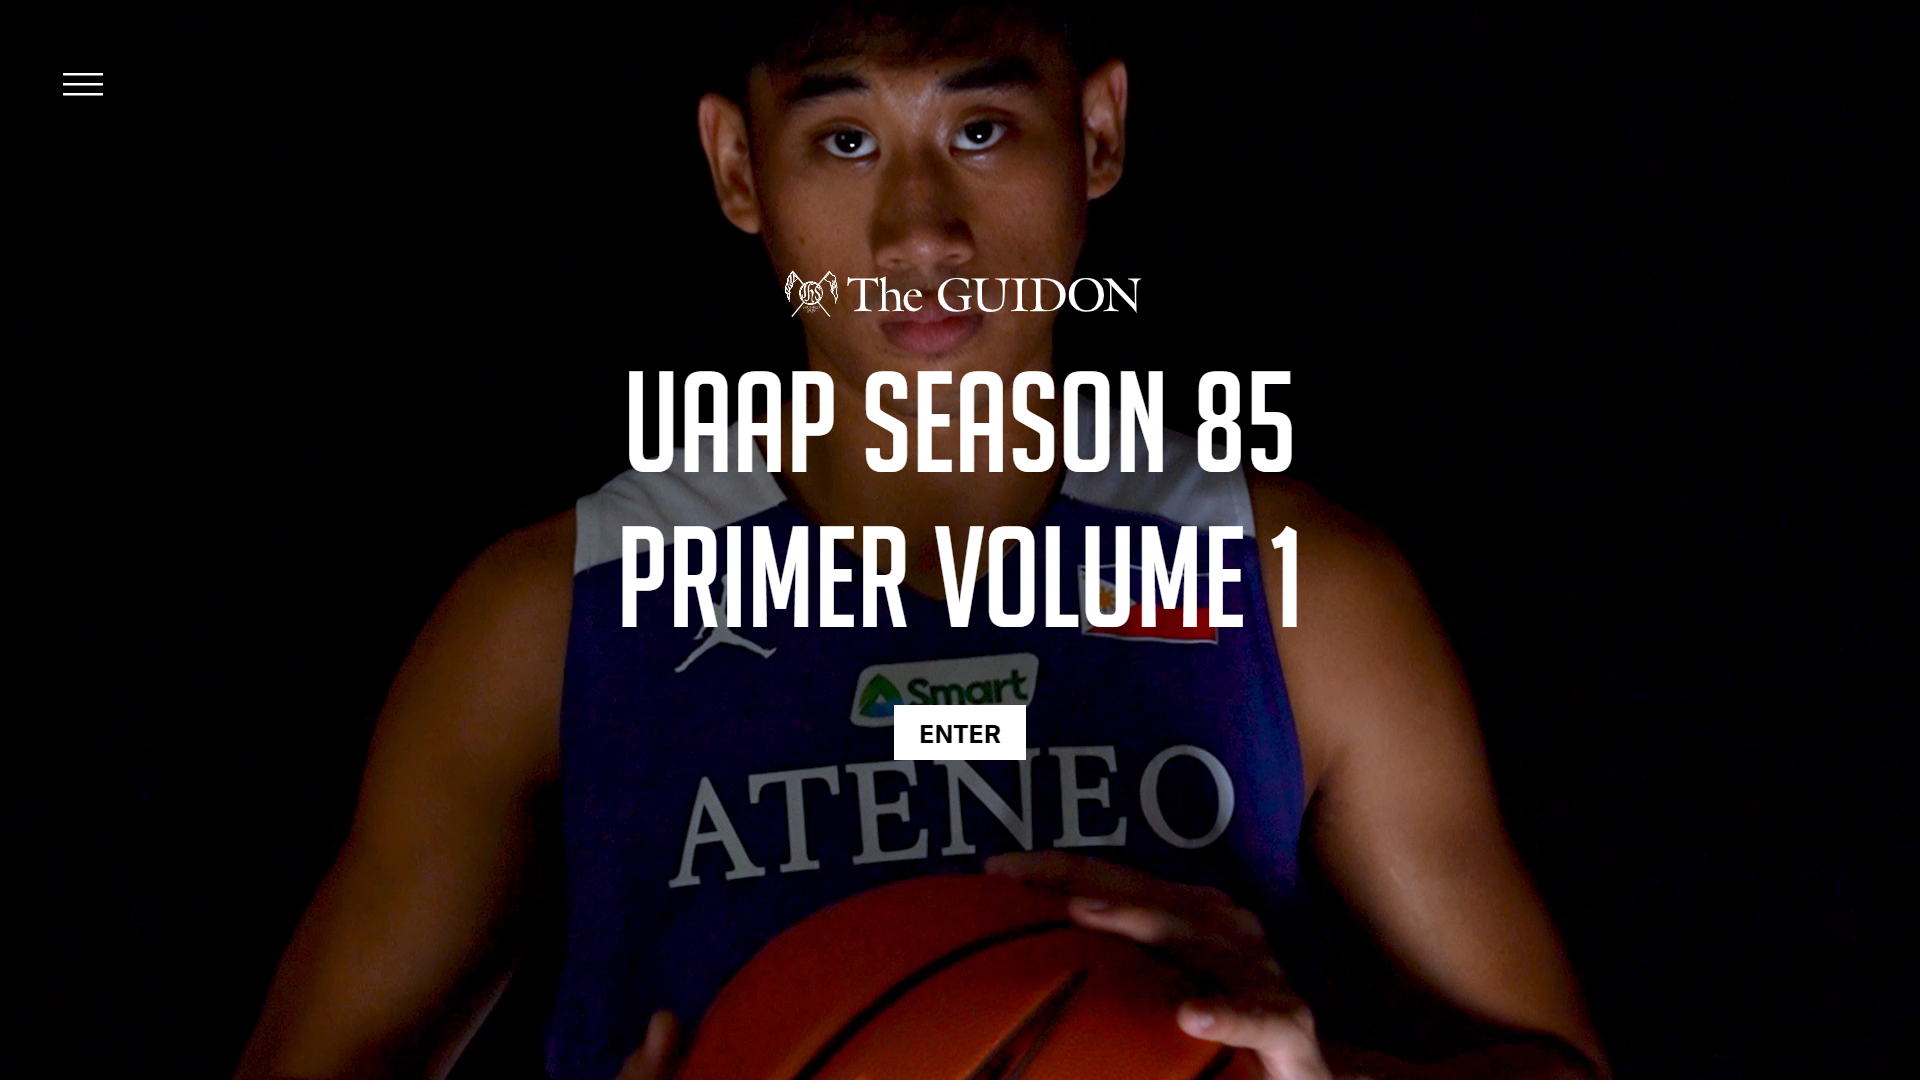 The GUIDON
UAAP SEASON 85
PRIMER VOLUME 1
Smart
ENTER
ATENEO